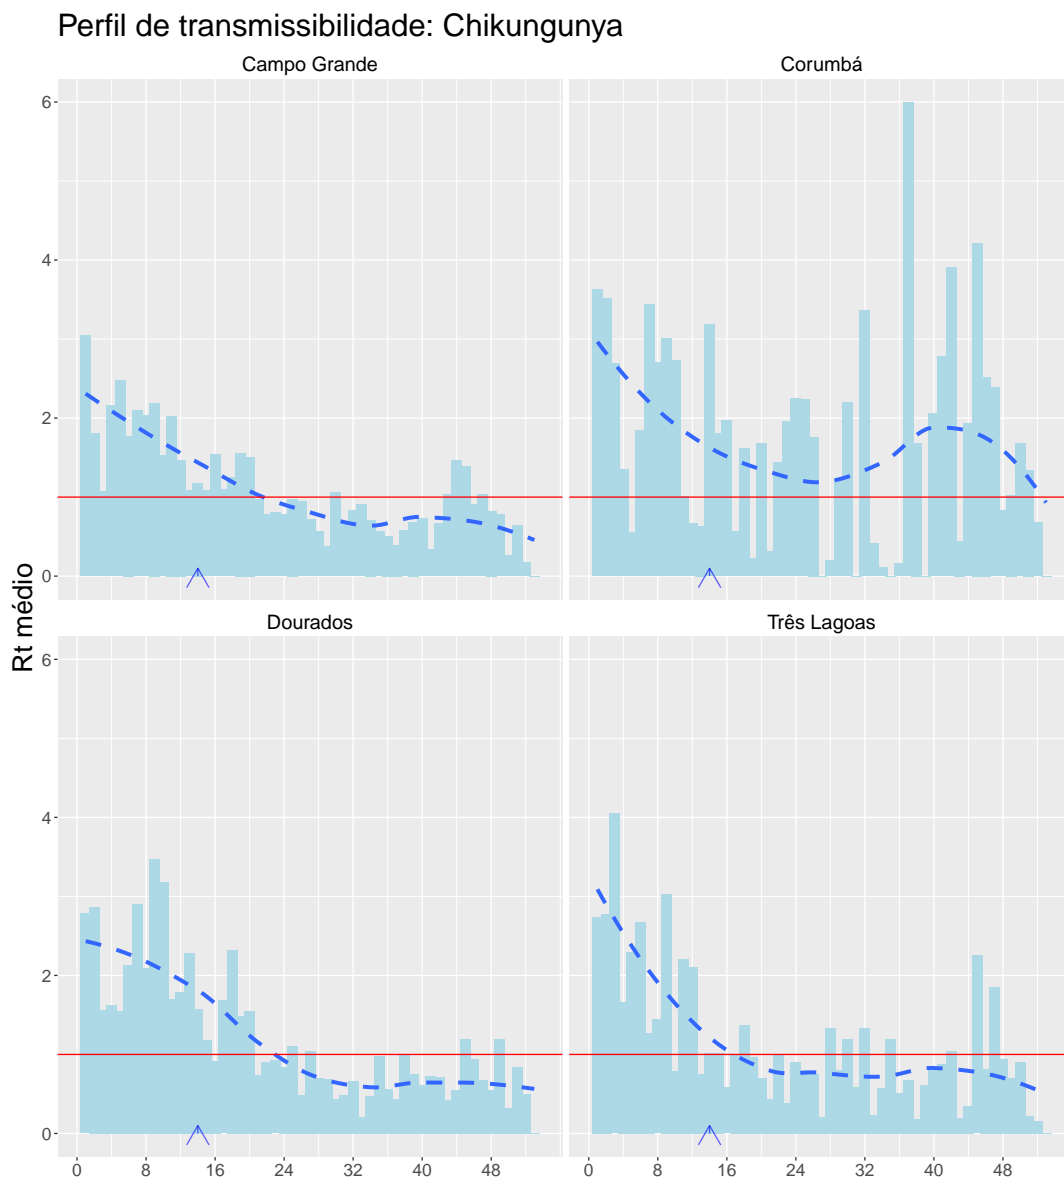 Perfil de transmissibilidade: Chikungunya
Campo Grande
Corumbá
6
4
2
0
Rt médio
Dourados
Três Lagoas
6
4
2
0
0 8 16 24 32 40 48
0 8 16 24 32 40 48